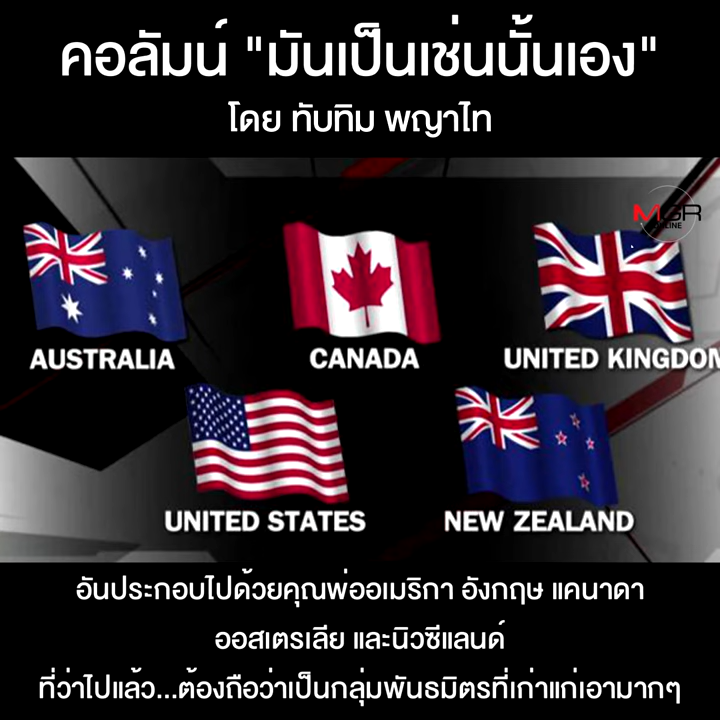 คอลัมน์ "มันเป็นเช่นนั้นเอง"
โดย ทับทิม พญาไท
MGR
ONLINE
AUSTRALIA
CANADA
UNITED KINGDOM
UNITED STATES
NEW ZEALAND
อันประกอบไปด้วยคุณพ่ออเมริกา อังกฤษ แคนาดา
ออสเตรเลีย และนิวซีแลนด์
ที่ว่าไปแล้ว...ต้องถือว่าเป็นกลุ่มพันธมิตรที่เก่าแก่เอามากๆ